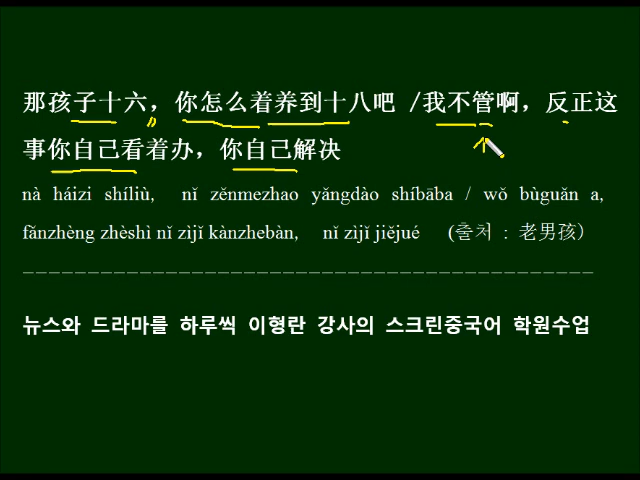 那孩子十六，你怎么着养到十八吧 /我不管啊，反正这
事你自己看着办，你自己解决
nà háizi shíliù, nǐ zěnmezhao yǎngdào shíbāba / wǒ bùguǎn a,
fǎnzhèng zhèshì nǐ zìjǐ kànzhebàn, nǐ zìjǐ jiějué (출처 : 老男孩)
뉴스와 드라마를 하루씩 이형란 강사의 스크린중국어 학원수업